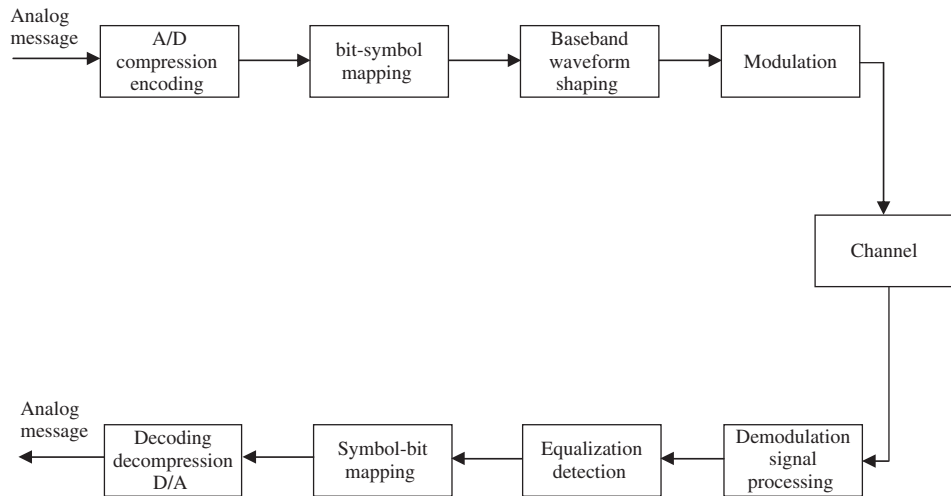 Analog
message
A/D
compression
encoding
bit-symbol
mapping
Baseband
waveform
shaping
Modulation
Channel
Analog
message
Decoding
decompression
D/A
Symbol-bit
mapping
Equalization
detection
Demodulation
signal
processing